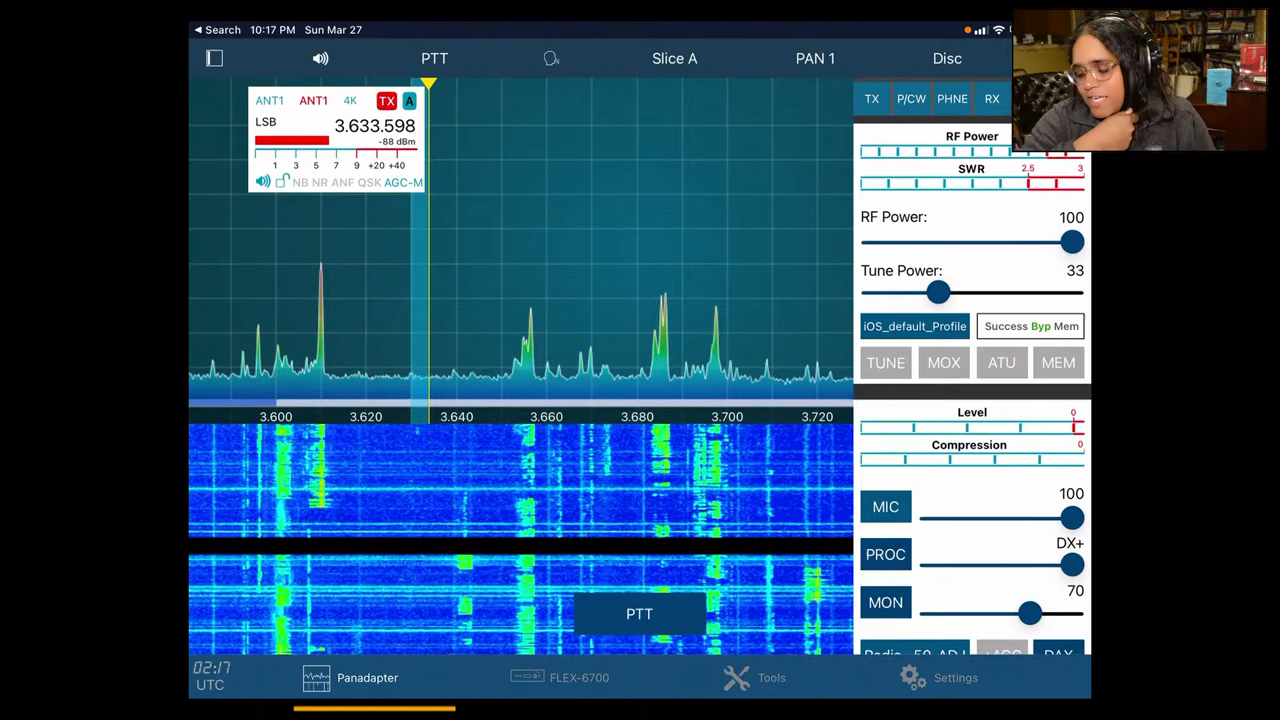 Search 10:17 PM Sun Mar 27
PTT Slice A PAN 1 Disc
ANT1 ANT1 4K TX A
LSB 3.633.598
-88 dBm
1 3 5 7 9 +20 +40
NB NR ANF QSK AGC-M
3.600 3.620 3.640 3.660 3.680 3.700 3.720
PTT
TX P/CW PHNE RX
RF Power
SWR 2.5 3
RF Power: 100
Tune Power: 33
iOS_default_Profile Success Byp Mem
TUNE MOX ATU MEM
Level 0
Compression 0
MIC 100
PROC DX+
MON 70
DAX
02:17
UTC
Panadapter FLEX-6700 Tools Settings